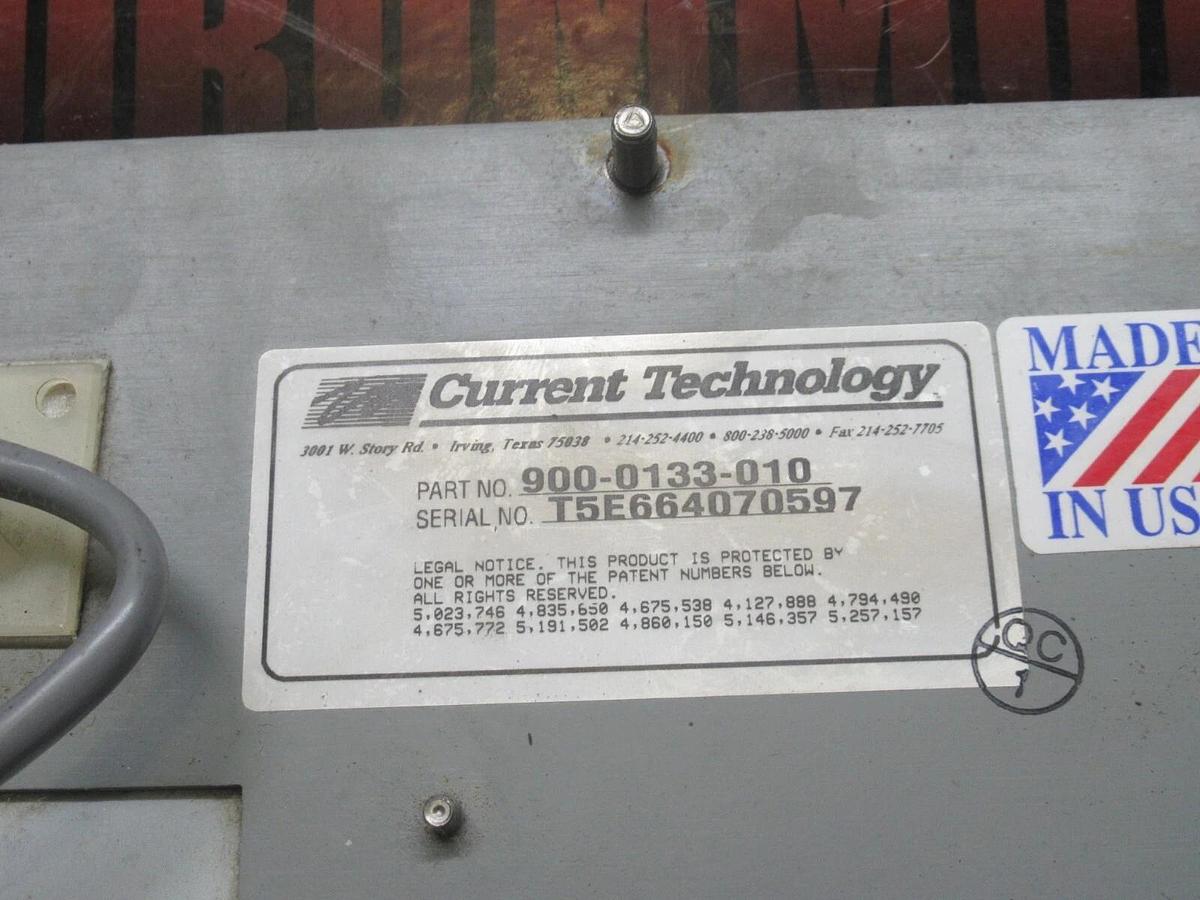 Current Technology
3001 W. Story Rd. • Irving, Texas 75038 • 214-252-4400 • 800-238-5000 • Fax 214-252-7705
PART NO. 900-0133-010
SERIAL NO. T5E664070597
LEGAL NOTICE. THIS PRODUCT IS PROTECTED BY
ONE OR MORE OF THE PATENT NUMBERS BELOW.
ALL RIGHTS RESERVED.
5,023,746 4,835,650 4,675,538 4,127,888 4,794,490
4,675,772 5,191,502 4,860,150 5,146,357 5,257,157
MADE
IN US
QC